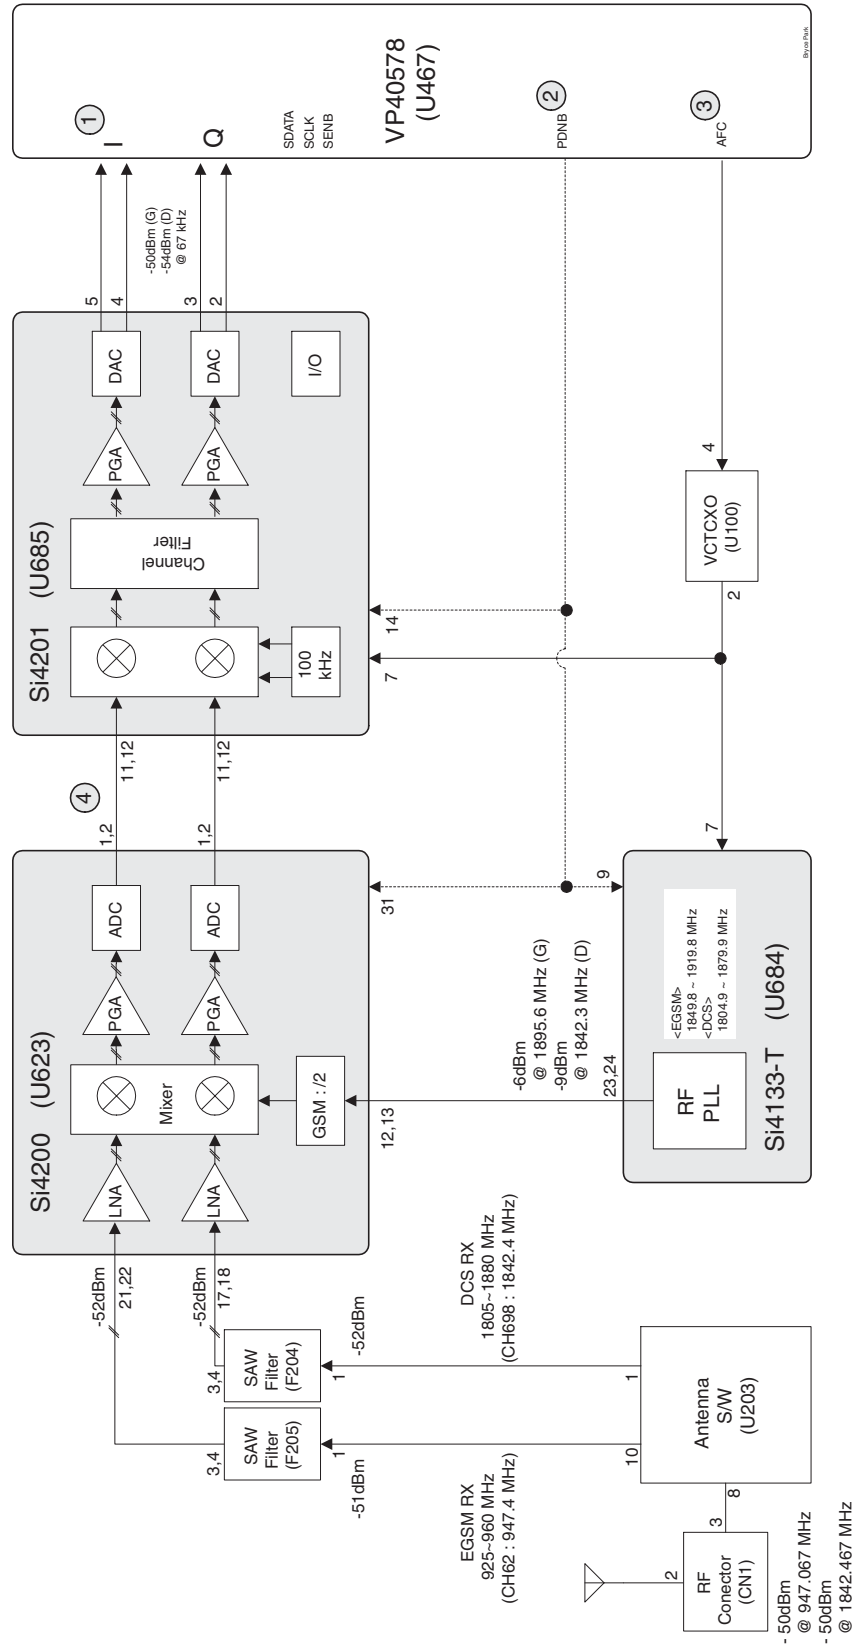 VP40578
(U467)
1
I
Q
SDATA
SCLK
SENB
2
PDNB
3
AFC
Bryce Park
-50dBm (G)
-54dBm (D)
@ 67 kHz
5
4
3
2
Si4201 (U685)
DAC
DAC
I/O
PGA
PGA
Channel
Filter
100
kHz
14
7
4
VCTCXO
(U100)
2
4
11,12
11,12
1,2
1,2
Si4200 (U623)
ADC
ADC
PGA
PGA
Mixer
GSM : /2
LNA
LNA
31
9
7
12,13
-6dBm
@ 1895.6 MHz (G)
-9dBm
@ 1842.3 MHz (D)
23,24
RF
PLL
<EGSM>
1849.8 ~ 1919.8 MHz
<DCS>
1804.9 ~ 1879.9 MHz
Si4133-T (U684)
-52dBm
21,22
-52dBm
17,18
3,4
SAW
Filter
(F204)
1
-52dBm
3,4
SAW
Filter
(F205)
1
-51dBm
DCS RX
1805~1880 MHz
(CH698 : 1842.4 MHz)
EGSM RX
925~960 MHz
(CH62 : 947.4 MHz)
1
10
Antenna
S/W
(U203)
8
3
2
RF
Conector
(CN1)
- 50dBm
@ 947.067 MHz
- 50dBm
@ 1842.467 MHz